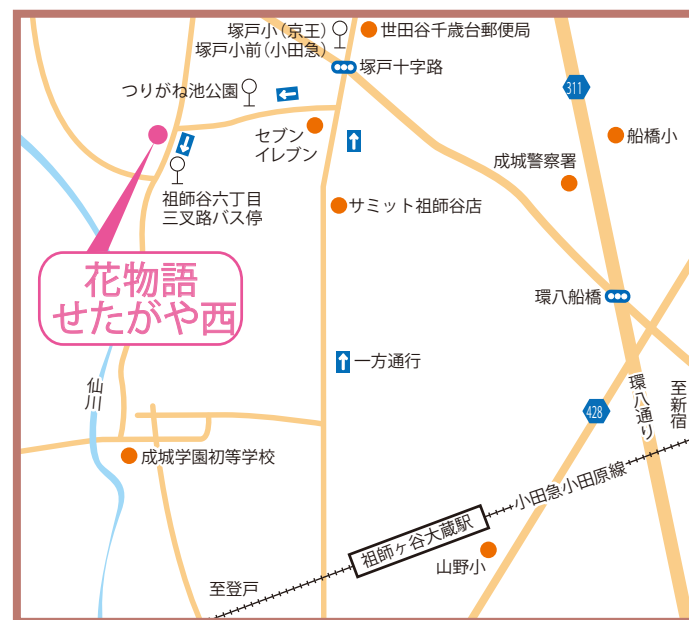 塚戸小(京王)
塚戸小前(小田急)
世田谷千歳台郵便局
塚戸十字路
つりがね池公園
311
セブン
イレブン
船橋小
成城警察署
祖師谷六丁目
三叉路バス停
サミット祖師谷店
花物語
せたがや西
環八船橋
一方通行
仙川
428
環八通り
至新宿
成城学園初等学校
小田急小田原線
祖師ヶ谷大蔵駅
山野小
至登戸